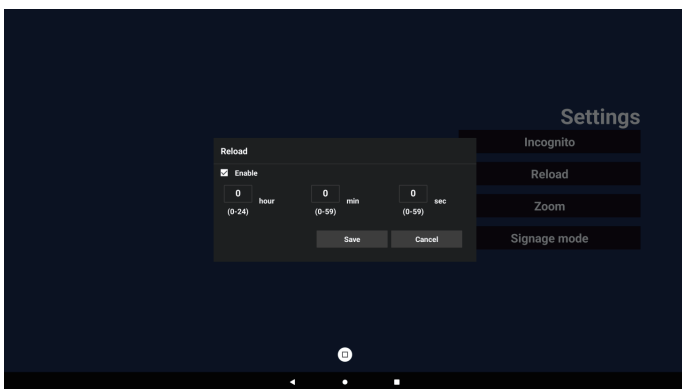 Settings
Incognito
Reload
Zoom
Signage mode
Reload
Enable
0 hour 0 min 0 sec
(0-24) (0-59) (0-59)
Save Cancel